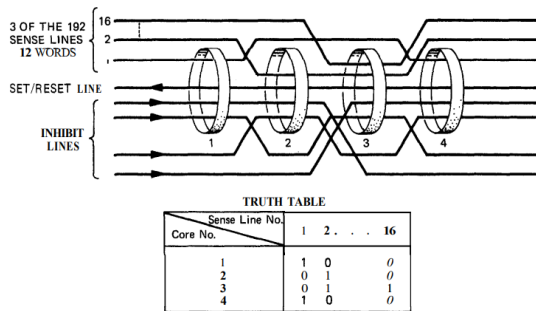 3 OF THE 192
SENSE LINES
12 WORDS
16
2
1
SET/RESET LINE
INHIBIT
LINES
1 2 3 4
TRUTH TABLE
Sense Line No.
Core No.
1 2 . . . 16
1 1 0 0
2 0 1 0
3 0 1 1
4 1 0 0